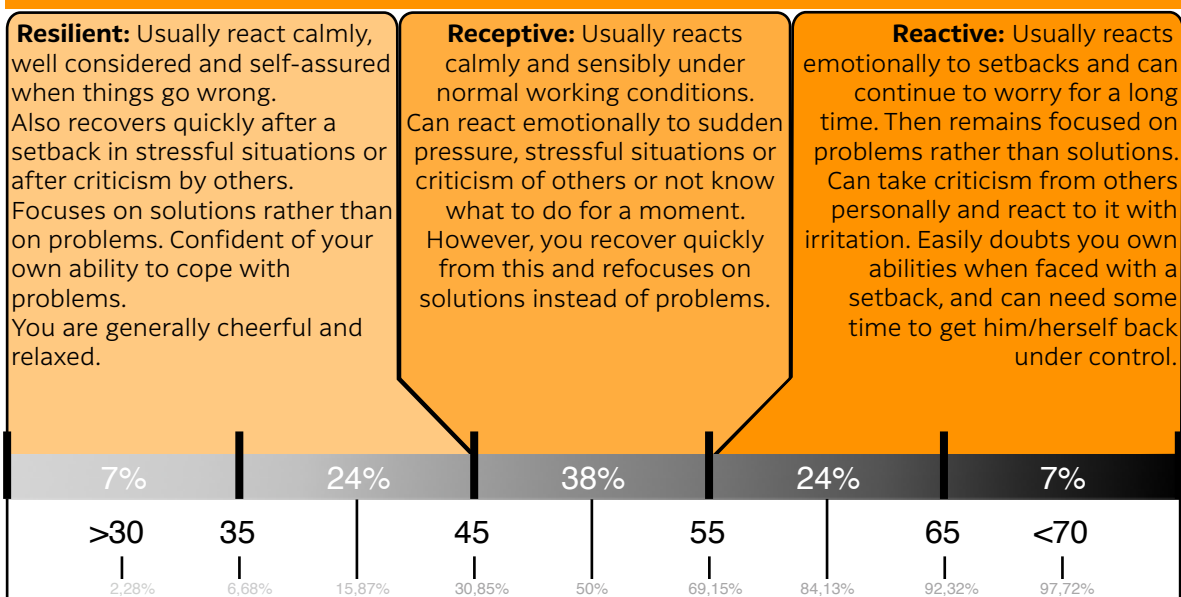 Resilient: Usually react calmly,
well considered and self-assured
when things go wrong.
Also recovers quickly after a
setback in stressful situations or
after criticism by others.
Focuses on solutions rather than
on problems. Confident of your
own ability to cope with
problems.
You are generally cheerful and
relaxed.
Receptive: Usually reacts
calmly and sensibly under
normal working conditions.
Can react emotionally to sudden
pressure, stressful situations or
criticism of others or not know
what to do for a moment.
However, you recover quickly
from this and refocuses on
solutions instead of problems.
Reactive: Usually reacts
emotionally to setbacks and can
continue to worry for a long
time. Then remains focused on
problems rather than solutions.
Can take criticism from others
personally and react to it with
irritation. Easily doubts you own
abilities when faced with a
setback, and can need some
time to get him/herself back
under control.
7% 24% 38% 24% 7%
>30 35 45 55 65 <70
2,28% 6,68% 15,87% 30,85% 50% 69,15% 84,13% 92,32% 97,72%